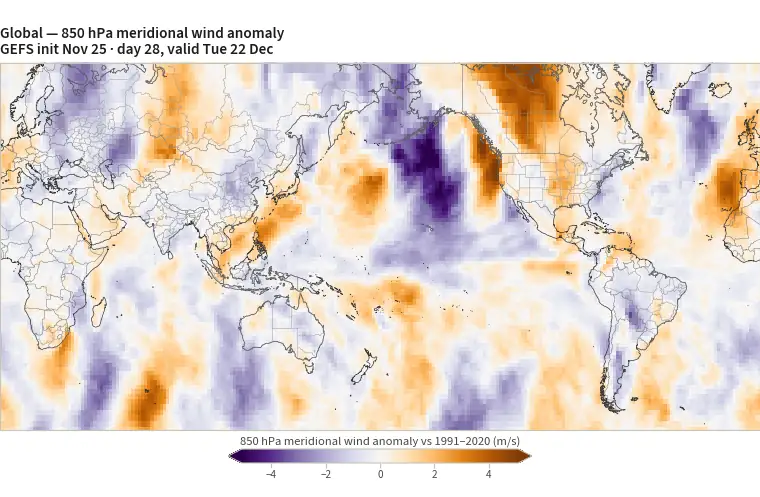 Global — 850 hPa meridional wind anomaly
GEFS init Nov 25 · day 28, valid Tue 22 Dec
850 hPa meridional wind anomaly vs 1991–2020 (m/s)
−4 −2 0 2 4